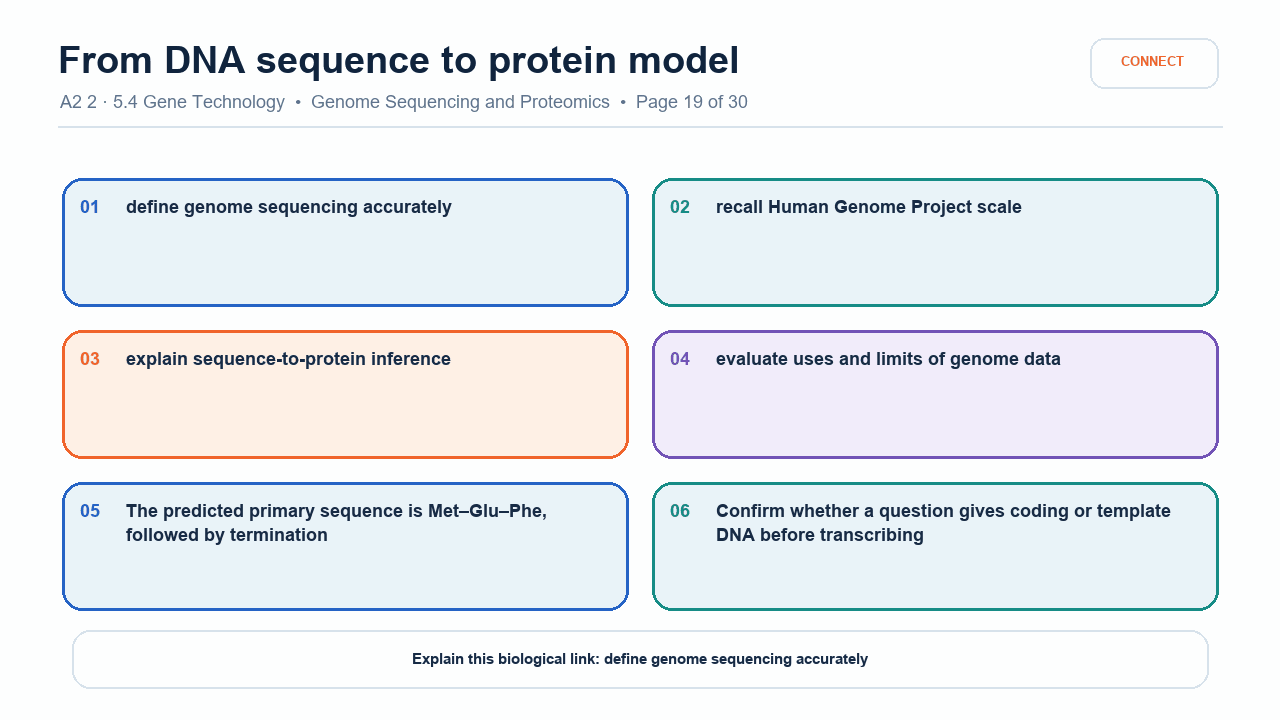 From DNA sequence to protein model
CONNECT
A2 2 · 5.4 Gene Technology • Genome Sequencing and Proteomics • Page 19 of 30
01 define genome sequencing accurately
02 recall Human Genome Project scale
03 explain sequence-to-protein inference
04 evaluate uses and limits of genome data
05 The predicted primary sequence is Met–Glu–Phe,
followed by termination
06 Confirm whether a question gives coding or template
DNA before transcribing
Explain this biological link: define genome sequencing accurately